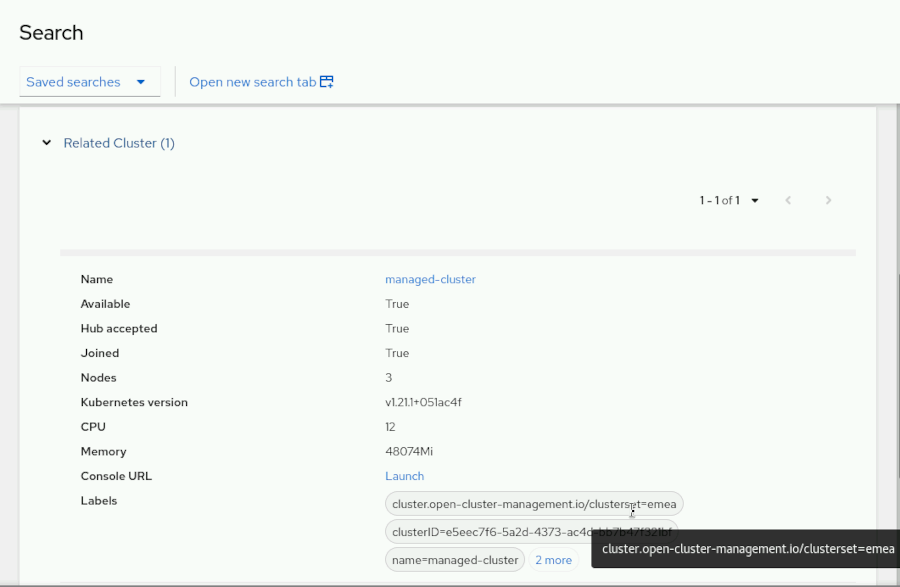 Search
Saved searches Open new search tab
Related Cluster (1)
1 - 1 of 1
Name managed-cluster
Available True
Hub accepted True
Joined True
Nodes 3
Kubernetes version v1.21.1+051ac4f
CPU 12
Memory 48074Mi
Console URL Launch
Labels cluster.open-cluster-management.io/clusterset=emea
clusterID=e5eec7f6-5a2d-4373-ac4d-bb7b47f321bf
cluster.open-cluster-management.io/clusterset=emea
name=managed-cluster 2 more